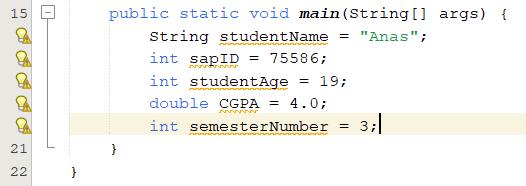 15 public static void main(String[] args) {
String studentName = "Anas";
int sapID = 75586;
int studentAge = 19;
double CGPA = 4.0;
int semesterNumber = 3;
21 }
22 }